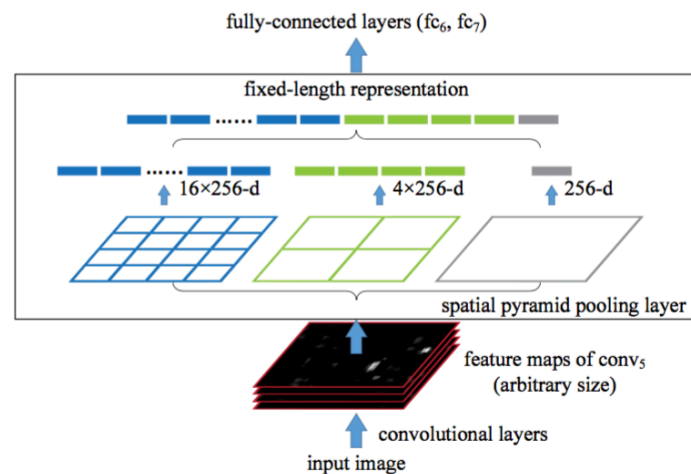 fully-connected layers (fc6, fc7)
fixed-length representation
......
......
16×256-d
4×256-d
256-d
spatial pyramid pooling layer
feature maps of conv5
(arbitrary size)
convolutional layers
input image